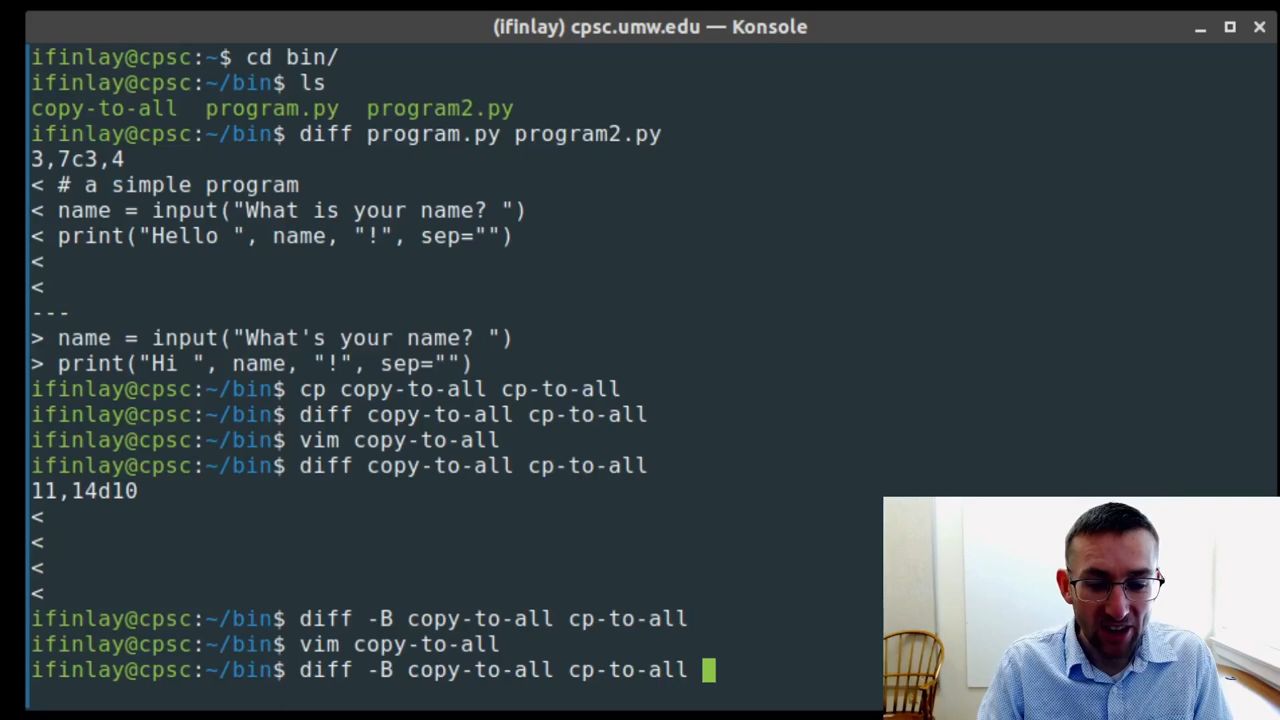 (ifinlay) cpsc.umw.edu — Konsole
ifinlay@cpsc:~$ cd bin/
ifinlay@cpsc:~/bin$ ls
copy-to-all  program.py  program2.py
ifinlay@cpsc:~/bin$ diff program.py program2.py
3,7c3,4
< # a simple program
< name = input("What is your name? ")
< print("Hello ", name, "!", sep="")
<
<
---
> name = input("What's your name? ")
> print("Hi ", name, "!", sep="")
ifinlay@cpsc:~/bin$ cp copy-to-all cp-to-all
ifinlay@cpsc:~/bin$ diff copy-to-all cp-to-all
ifinlay@cpsc:~/bin$ vim copy-to-all
ifinlay@cpsc:~/bin$ diff copy-to-all cp-to-all
11,14d10
<
<
<
<
ifinlay@cpsc:~/bin$ diff -B copy-to-all cp-to-all
ifinlay@cpsc:~/bin$ vim copy-to-all
ifinlay@cpsc:~/bin$ diff -B copy-to-all cp-to-all